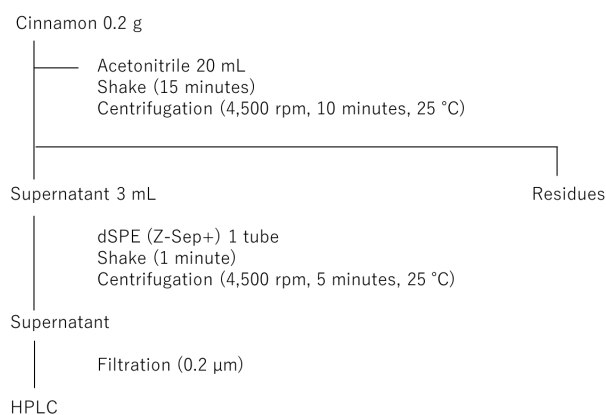 Cinnamon 0.2 g
Acetonitrile 20 mL
Shake (15 minutes)
Centrifugation (4,500 rpm, 10 minutes, 25 °C)
Supernatant 3 mL
Residues
dSPE (Z-Sep+) 1 tube
Shake (1 minute)
Centrifugation (4,500 rpm, 5 minutes, 25 °C)
Supernatant
Filtration (0.2 μm)
HPLC